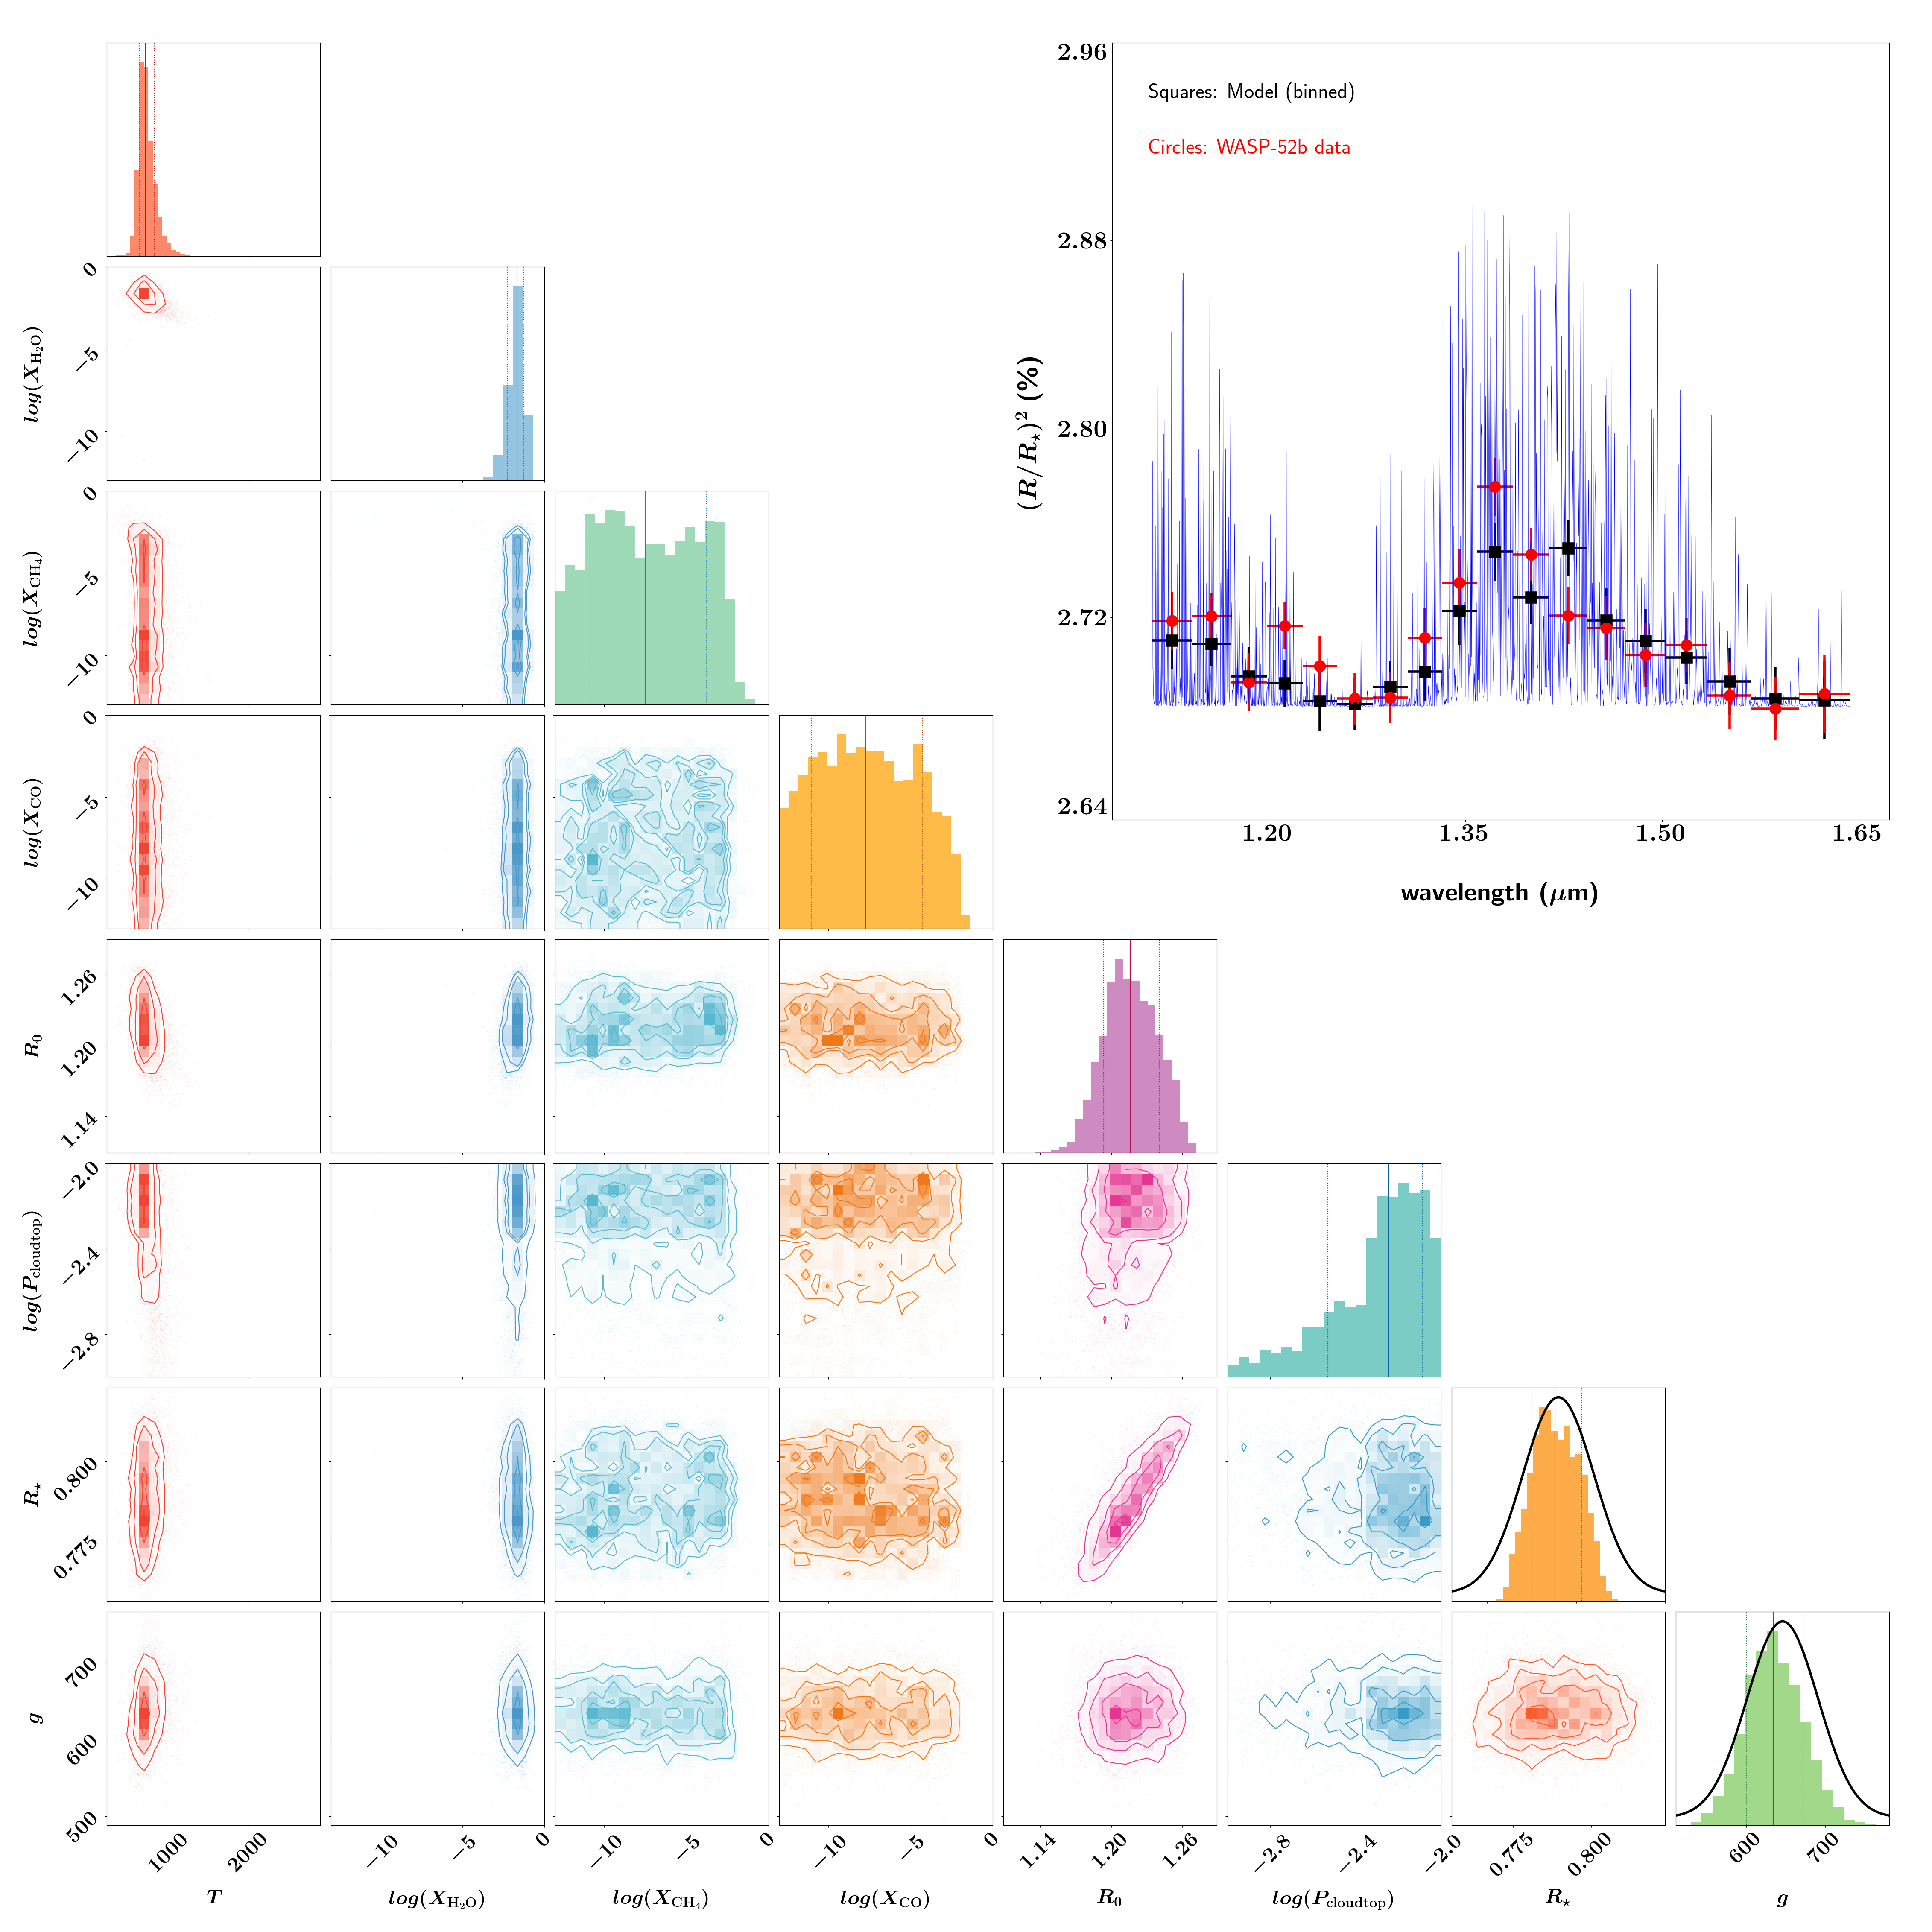 2.96
Squares: Model (binned)
Circles: WASP-52b data
2.88
2.80
2.72
2.64
(R/R⋆)² (%)
1.20 1.35 1.50 1.65
wavelength (μm)
log(X_H₂O)
0
−5
−10
log(X_CH₄)
0
−5
−10
log(X_CO)
0
−5
−10
R₀
1.26
1.20
1.14
log(P_cloudtop)
−2.0
−2.4
−2.8
R⋆
0.800
0.775
g
700
600
500
1000 2000 −10 −5 0 −10 −5 0 −10 −5 0 1.14 1.20 1.26 −2.8 −2.4 −2.0 0.775 0.800 600 700
T log(X_H₂O) log(X_CH₄) log(X_CO) R₀ log(P_cloudtop) R⋆ g